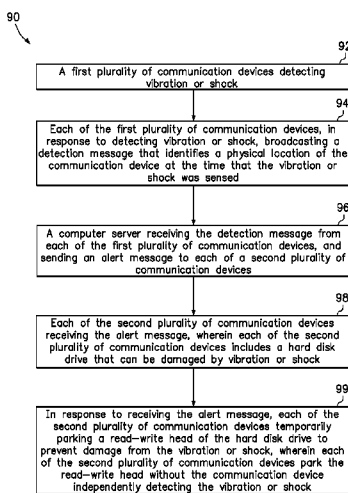 90
92
A first plurality of communication devices detecting
vibration or shock
94
Each of the first plurality of communication devices, in
response to detecting vibration or shock, broadcasting a
detection message that identifies a physical location of the
communication device at the time that the vibration or
shock was sensed
96
A computer server receiving the detection message from
each of the first plurality of communication devices, and
sending an alert message to each of a second plurality of
communication devices
98
Each of the second plurality of communication devices
receiving the alert message, wherein each of the second
plurality of communication devices includes a hard disk
drive that can be damaged by vibration or shock
99
In response to receiving the alert message, each of the
second plurality of communication devices temporarily
parking a read-write head of the hard disk drive to
prevent damage from the vibration or shock, wherein each
of the second plurality of communication devices park the
read-write head without the communication device
independently detecting the vibration or shock